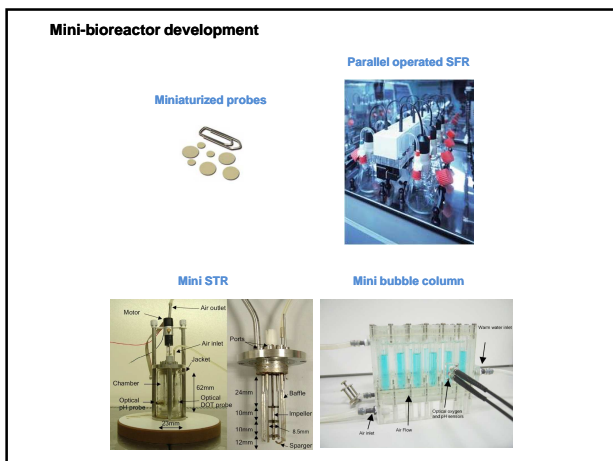 Mini-bioreactor development
Parallel operated SFR
Miniaturized probes
Mini STR
Mini bubble column
Air outlet
Motor
Air inlet
Jacket
Chamber
62mm
Optical
pH probe
Optical
DOT probe
23mm
Ports
24mm
Baffle
10mm
Impeller
10mm
8.5mm
12mm
Sparger
Warm water inlet
Optical oxygen
and pH sensors
Air inlet
Air Flow